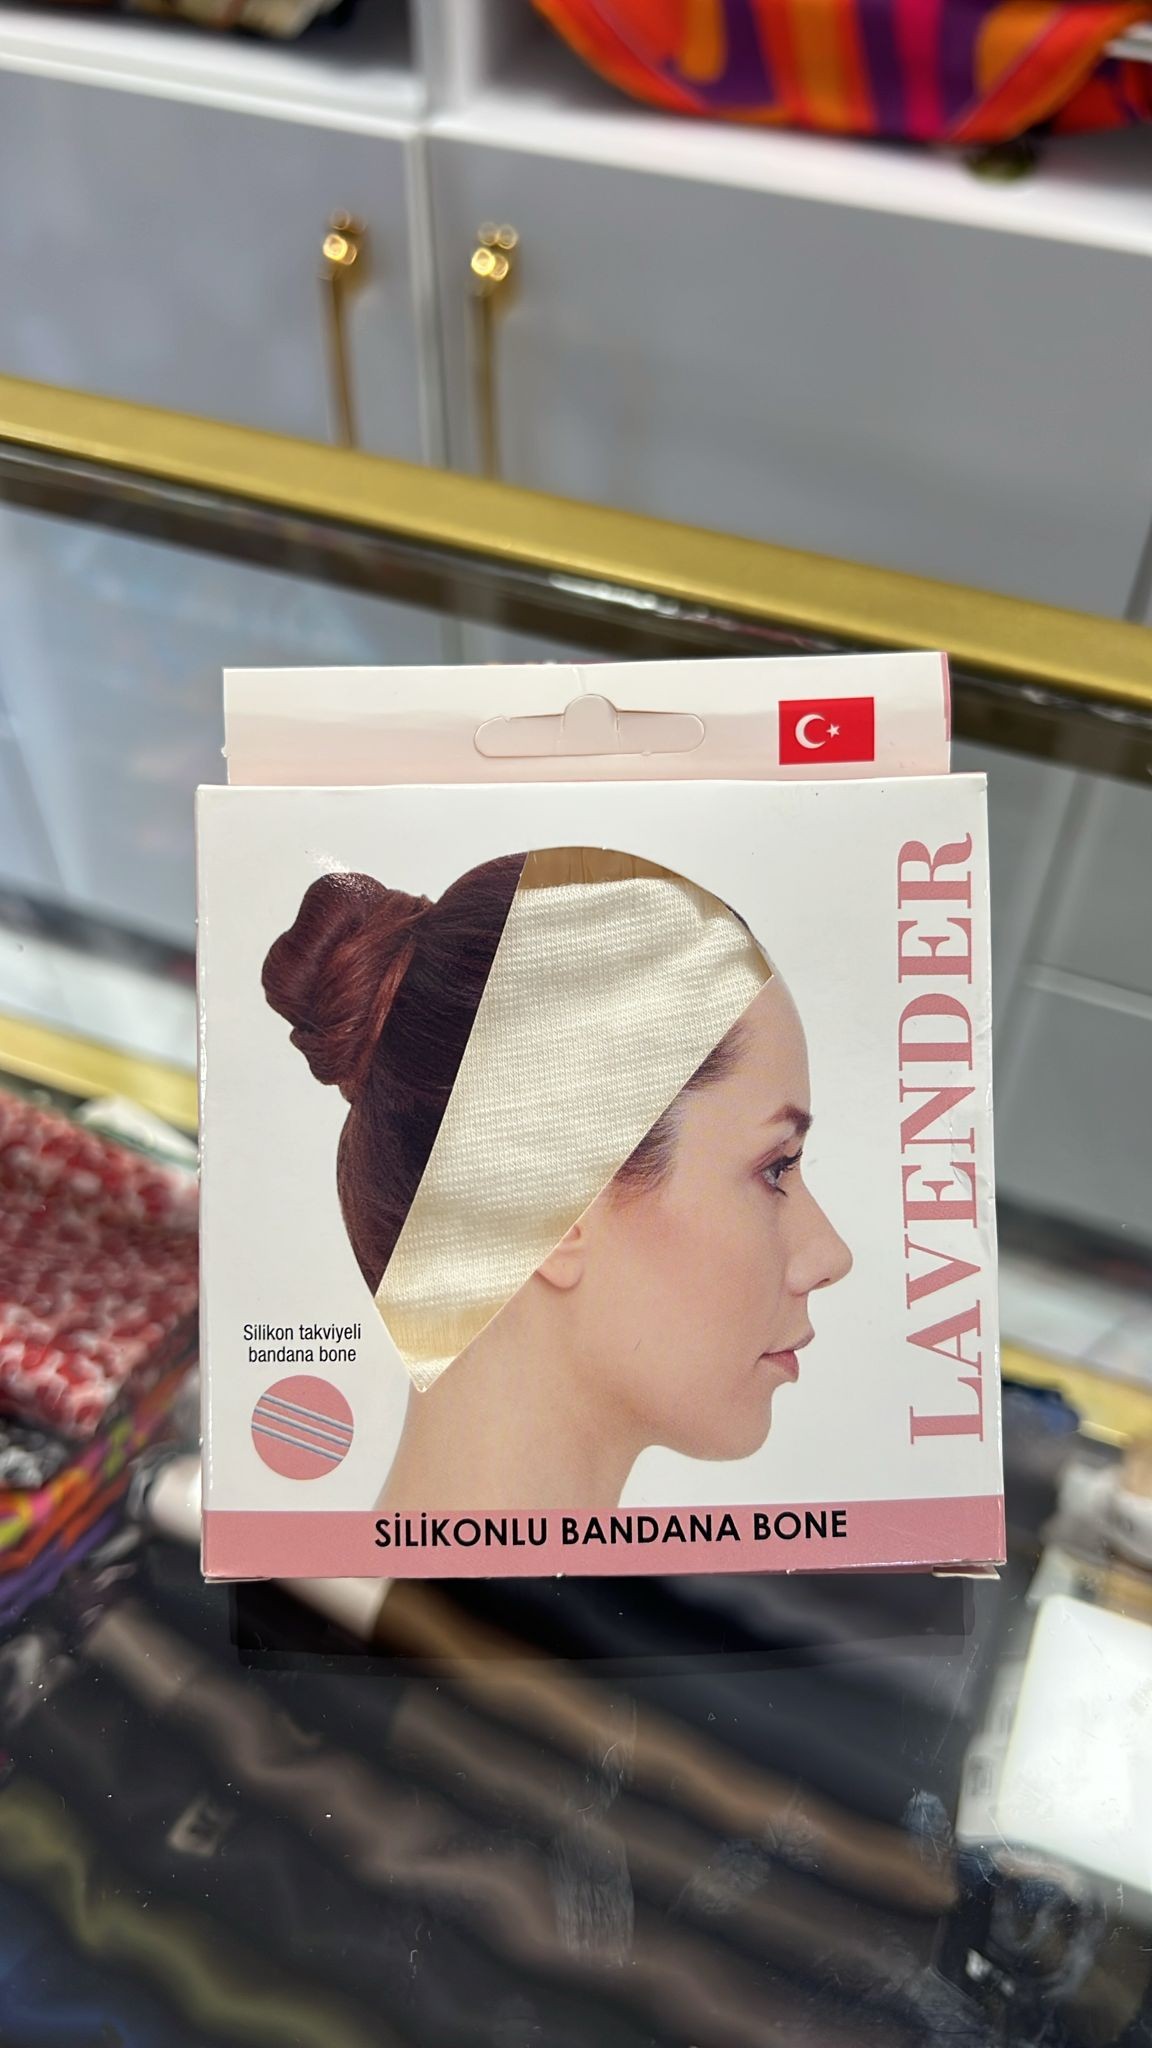 LAVENDER
Silikon takviyeli
bandana bone
SİLİKONLU BANDANA BONE